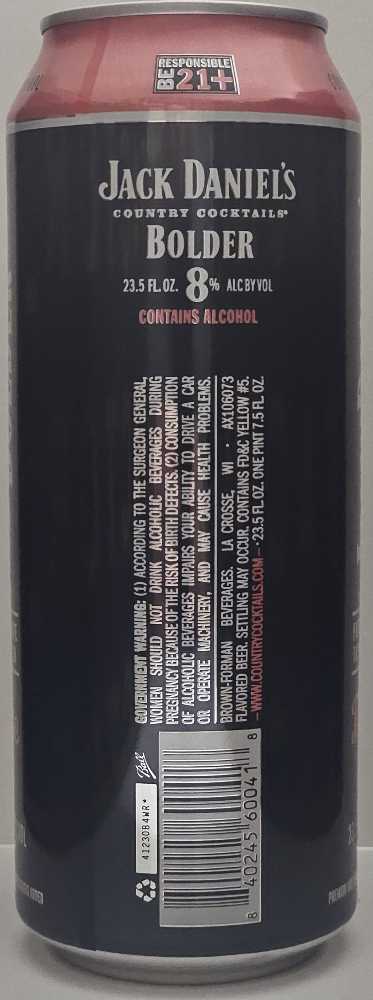 BE RESPONSIBLE
21+
JACK DANIEL'S
COUNTRY COCKTAILS®
BOLDER
23.5 FL. OZ. 8% ALC BY VOL
CONTAINS ALCOHOL
GOVERNMENT WARNING: (1) ACCORDING TO THE SURGEON GENERAL,
WOMEN SHOULD NOT DRINK ALCOHOLIC BEVERAGES DURING
PREGNANCY BECAUSE OF THE RISK OF BIRTH DEFECTS. (2) CONSUMPTION
OF ALCOHOLIC BEVERAGES IMPAIRS YOUR ABILITY TO DRIVE A CAR
OR OPERATE MACHINERY, AND MAY CAUSE HEALTH PROBLEMS.
BROWN-FORMAN BEVERAGES, LA CROSSE, WI · AX106073
FLAVORED BEER. SETTLING MAY OCCUR. CONTAINS FD&C YELLOW #5.
—WWW.COUNTRYCOCKTAILS.COM— · 23.5 FL. OZ. ONE PINT 7.5 FL. OZ.
Ball
41230B4WR*
8 40245 60041 8